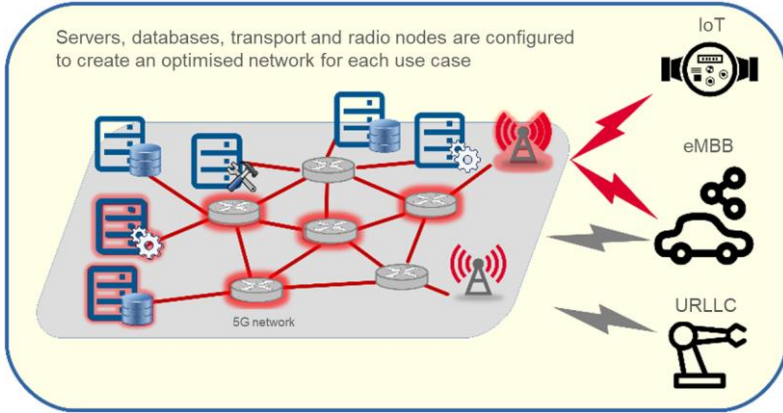 Servers, databases, transport and radio nodes are configured
to create an optimised network for each use case
IoT
eMBB
URLLC
5G network